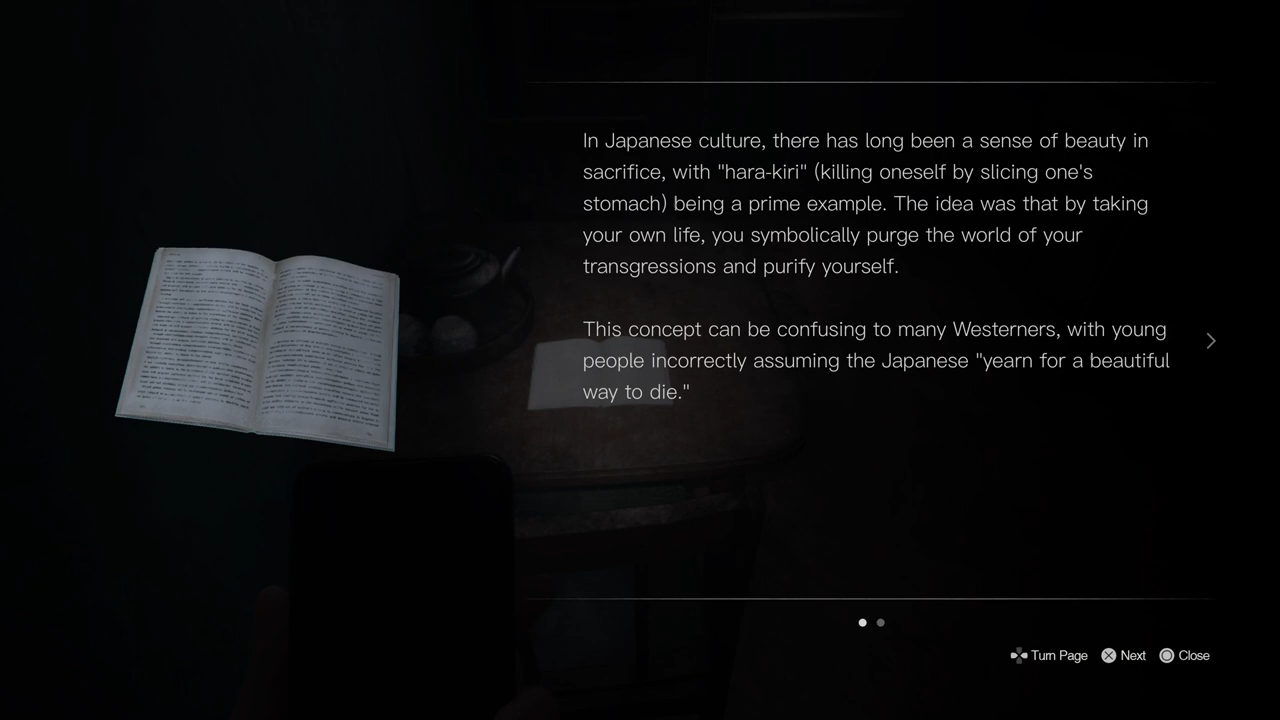 In Japanese culture, there has long been a sense of beauty in
sacrifice, with "hara-kiri" (killing oneself by slicing one's
stomach) being a prime example. The idea was that by taking
your own life, you symbolically purge the world of your
transgressions and purify yourself.
This concept can be confusing to many Westerners, with young
people incorrectly assuming the Japanese "yearn for a beautiful
way to die."
Turn Page Next Close